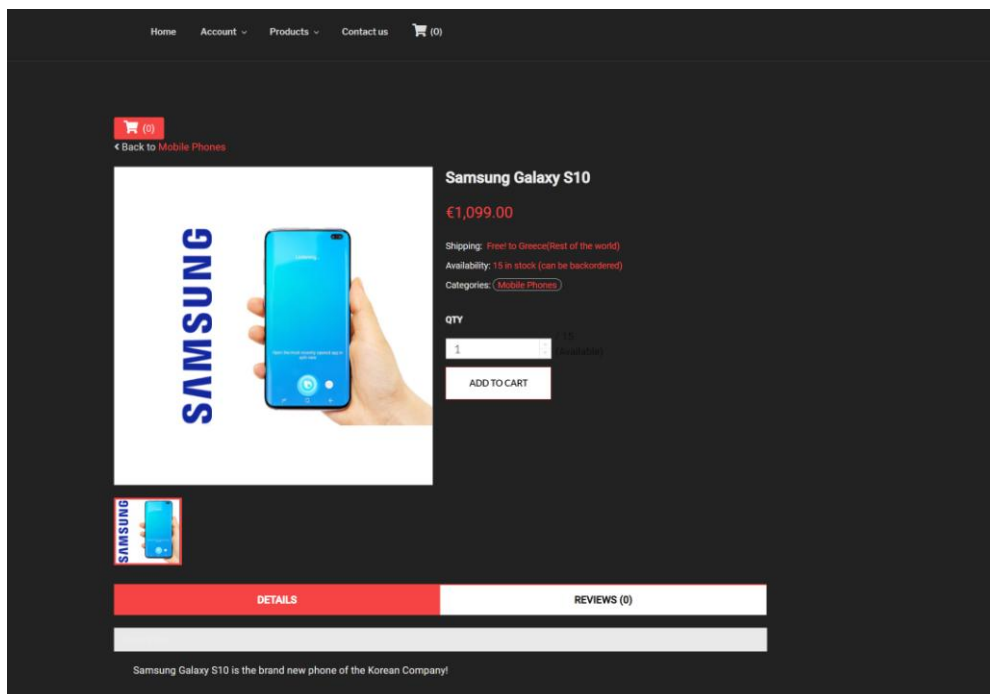 Home Account Products Contact us (0)
(0)
Back to Mobile Phones
SAMSUNG
Samsung Galaxy S10
€1,099.00
Shipping: Free! to Greece(Rest of the world)
Availability: 15 in stock (can be backordered)
Categories: Mobile Phones
QTY
/ 15
1 (Available)
ADD TO CART
SAMSUNG
DETAILS REVIEWS (0)
Samsung Galaxy S10 is the brand new phone of the Korean Company!